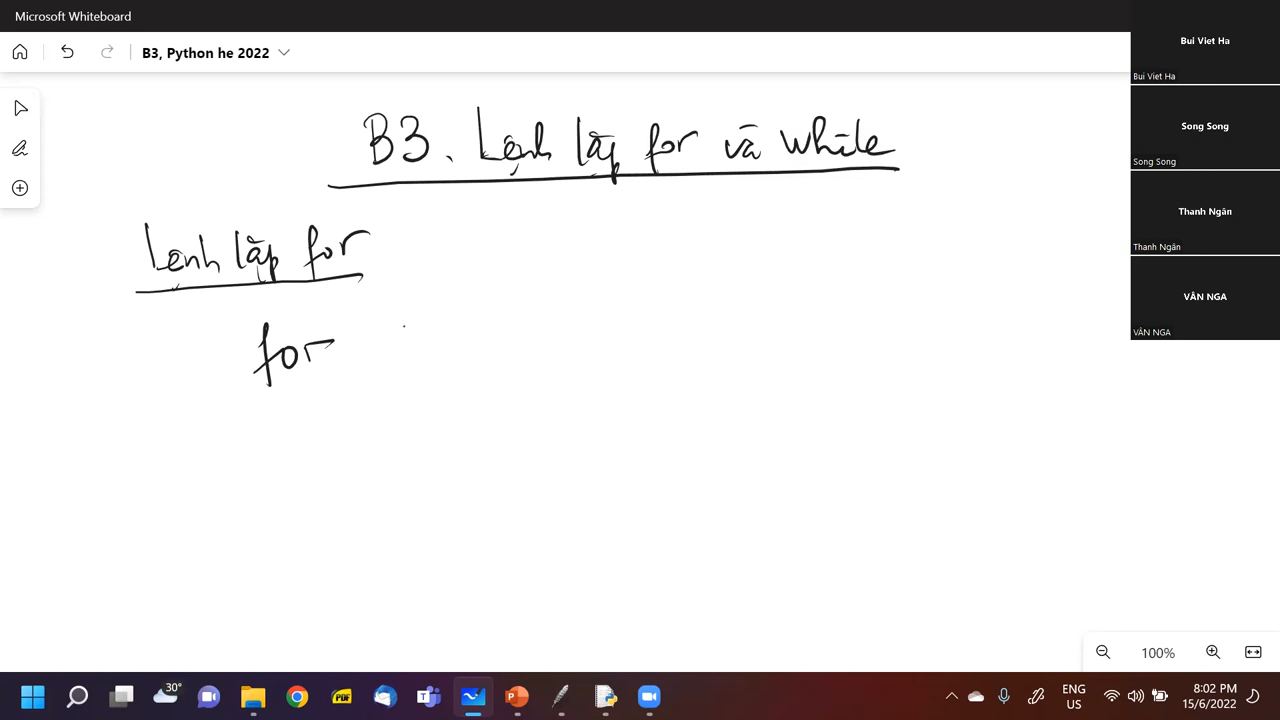 Microsoft Whiteboard
B3, Python he 2022
B3. Lệnh lặp for và while
Lệnh lặp for
for
Bui Viet Ha
Bui Viet Ha
Song Song
Song Song
Thanh Ngân
Thanh Ngân
VÂN NGA
VÂN NGA
100%
30°
PDF
ENG
US
8:02 PM
15/6/2022